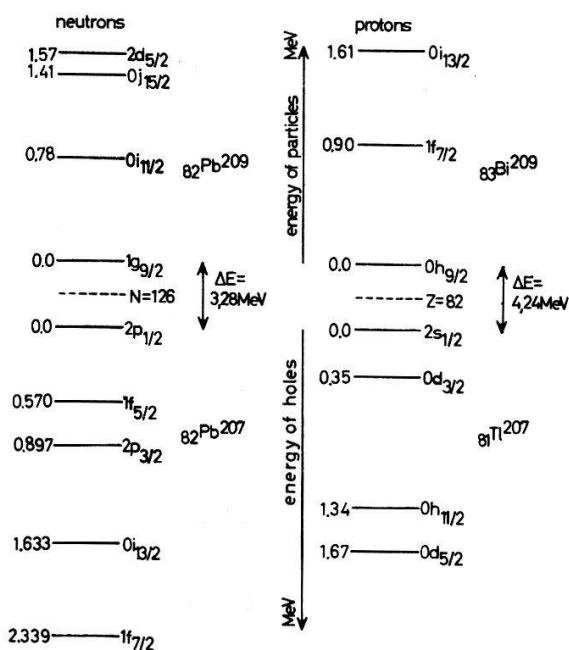 neutrons
1.57 2d5/2
1.41 0j15/2
0.78 0i11/2
82Pb209
0.0 1g9/2
N=126
ΔE=
3,28MeV
0.0 2p1/2
0.570 1f5/2
0.897 2p3/2
82Pb207
1.633 0i13/2
2.339 1f7/2
MeV
energy of particles
energy of holes
MeV
protons
1.61 0i13/2
0.90 1f7/2
83Bi209
0.0 0h9/2
Z=82
ΔE=
4,24MeV
0.0 2s1/2
0.35 0d3/2
81Tl207
1.34 0h11/2
1.67 0d5/2